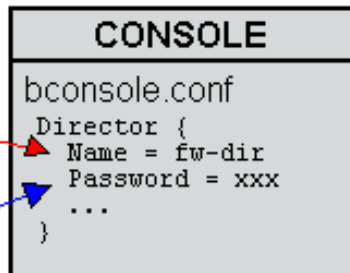 CONSOLE
bconsole.conf
Director {
Name = fw-dir
Password = xxx
...
}